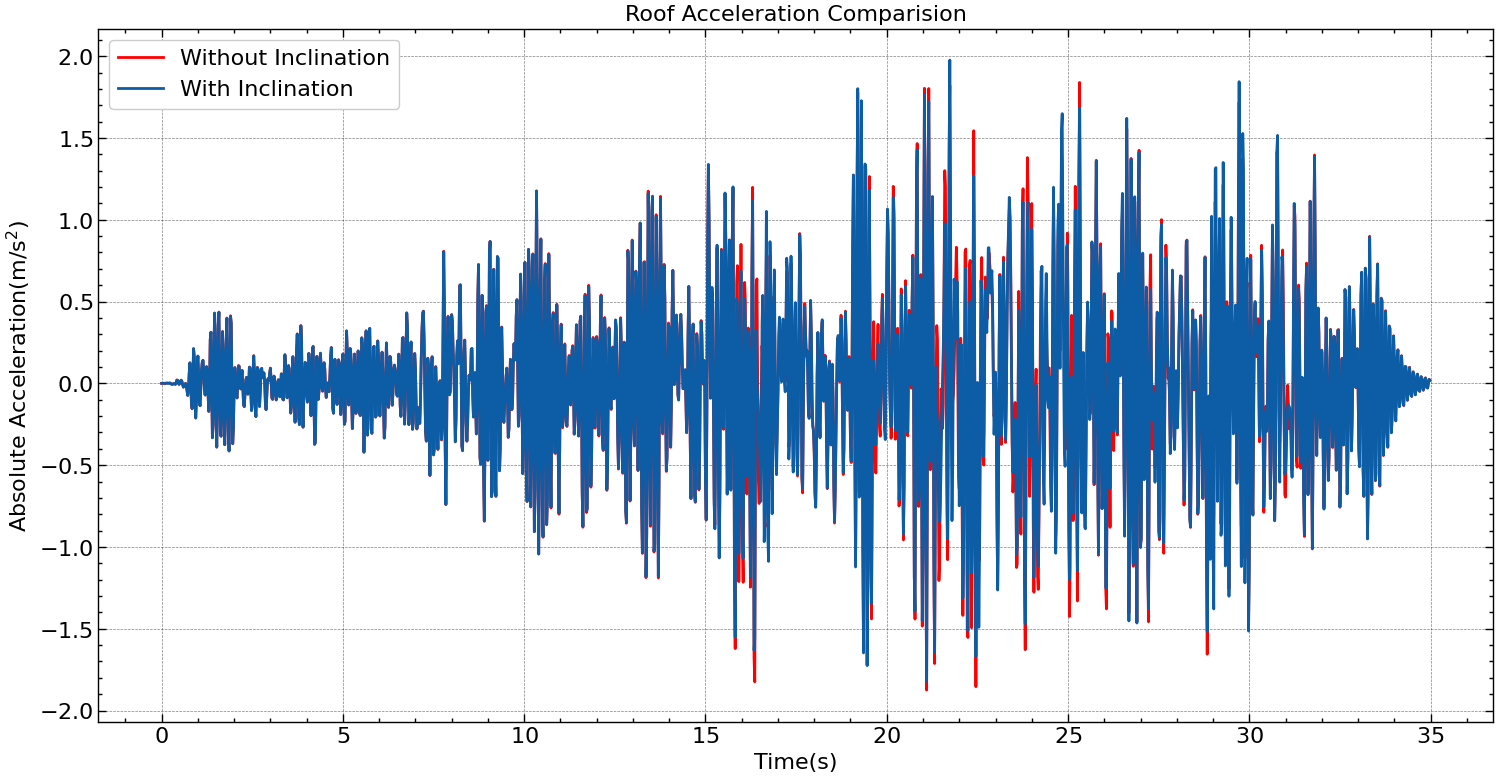 Roof Acceleration Comparision
Without Inclination
With Inclination
Absolute Acceleration(m/s²)
2.0
1.5
1.0
0.5
0.0
−0.5
−1.0
−1.5
−2.0
0 5 10 15 20 25 30 35
Time(s)